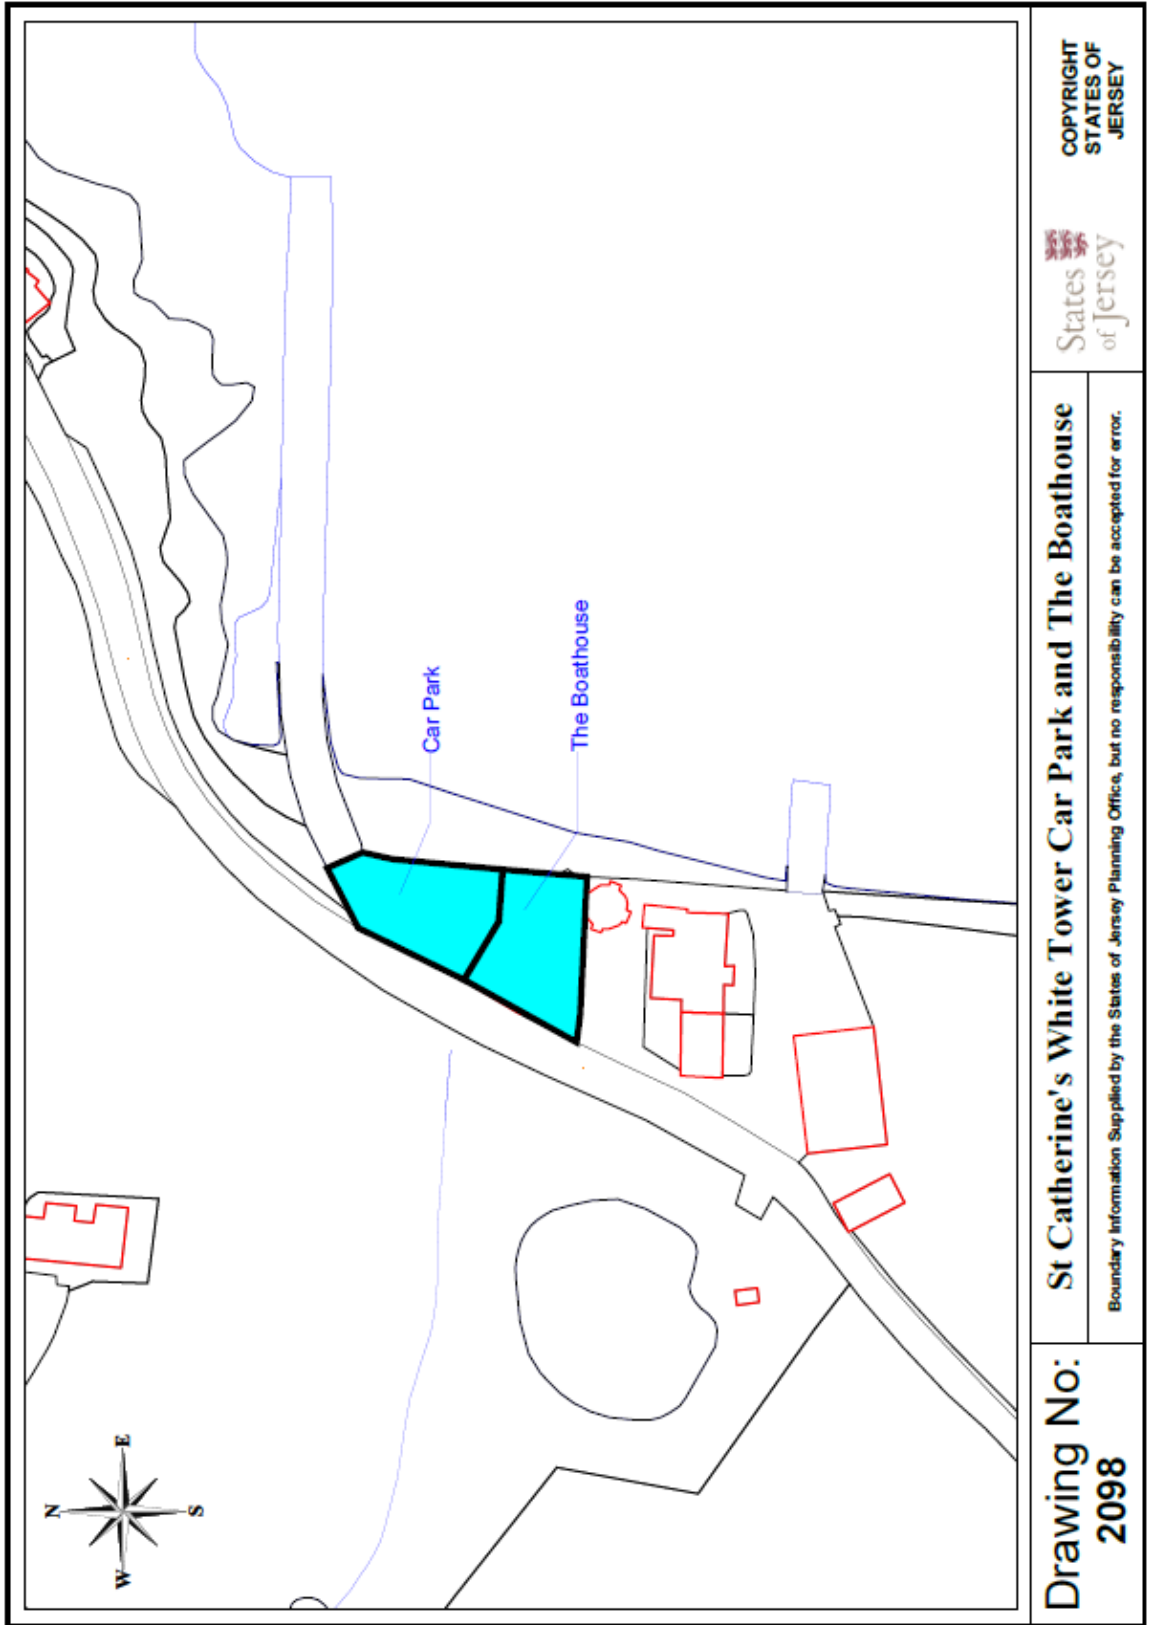 N
E
W
S
Car Park
The Boathouse
Drawing No:
2098
St Catherine's White Tower Car Park and The Boathouse
Boundary Information Supplied by the States of Jersey Planning Office, but no responsibility can be accepted for error.
States
of Jersey
COPYRIGHT
STATES OF
JERSEY